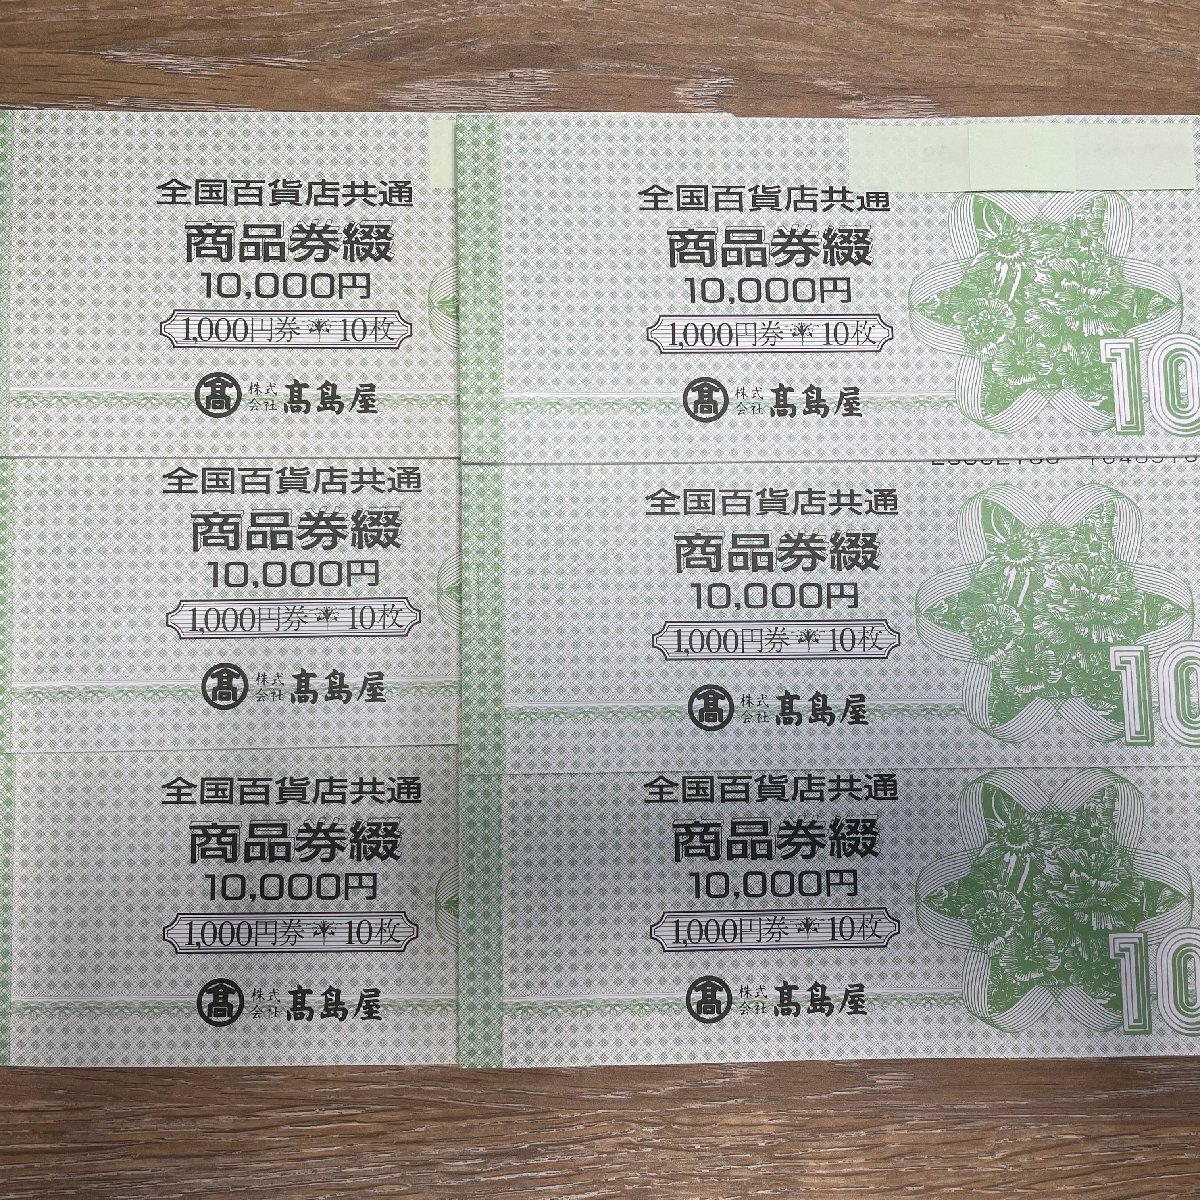 全国百貨店共通
商品券綴
10,000円
1,000円券 10枚
髙 株式会社 髙島屋
全国百貨店共通
商品券綴
10,000円
1,000円券 10枚
髙 株式会社 髙島屋
10
全国百貨店共通
商品券綴
10,000円
1,000円券 10枚
髙 株式会社 髙島屋
全国百貨店共通
商品券綴
10,000円
1,000円券 10枚
髙 株式会社 髙島屋
10
全国百貨店共通
商品券綴
10,000円
1,000円券 10枚
髙 株式会社 髙島屋
全国百貨店共通
商品券綴
10,000円
1,000円券 10枚
髙 株式会社 髙島屋
10